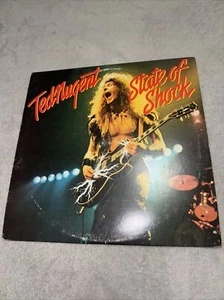 Ted Nugent
State of
Shock